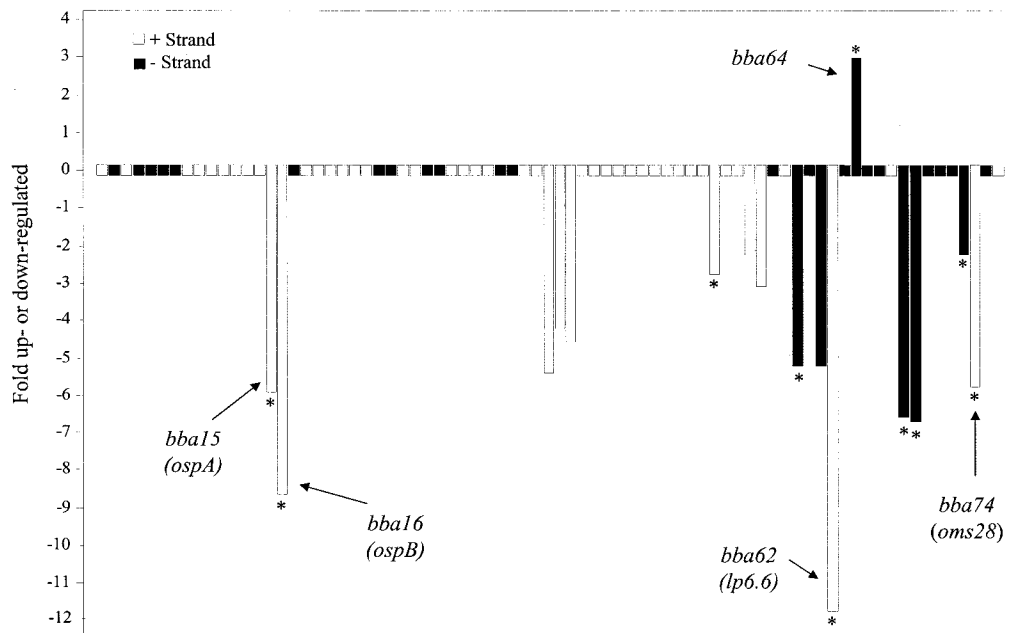 4
3
2
1
0
-1
-2
-3
-4
-5
-6
-7
-8
-9
-10
-11
-12
Fold up- or down-regulated
+ Strand
- Strand
bba64
*
*
*
*
*
*
*
*
*
*
bba15
(ospA)
bba16
(ospB)
bba62
(lp6.6)
bba74
(oms28)